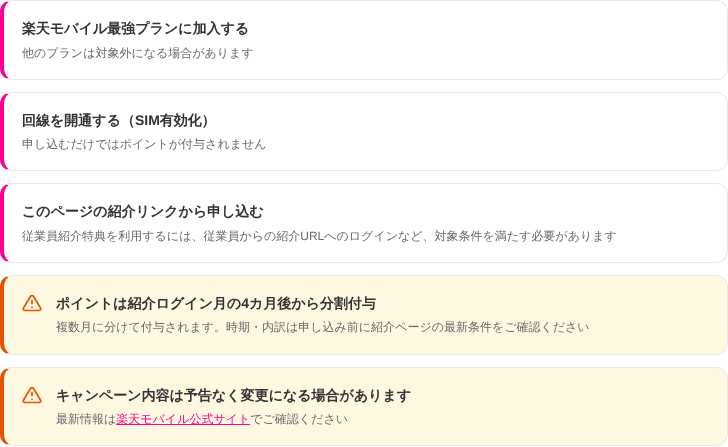 楽天モバイル最強プランに加入する
他のプランは対象外になる場合があります
回線を開通する（SIM有効化）
申し込むだけではポイントが付与されません
このページの紹介リンクから申し込む
従業員紹介特典を利用するには、従業員からの紹介URLへのログインなど、対象条件を満たす必要があります
ポイントは紹介ログイン月の4カ月後から分割付与
複数月に分けて付与されます。時期・内訳は申し込み前に紹介ページの最新条件をご確認ください
キャンペーン内容は予告なく変更になる場合があります
最新情報は楽天モバイル公式サイトでご確認ください